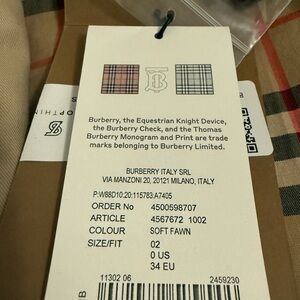 Burberry, the Equestrian Knight Device,
the Burberry Check, and the Thomas
Burberry Monogram and Print are trade
marks belonging to Burberry Limited.
BURBERRY ITALY SRL
VIA MANZONI 20, 20121 MILANO, ITALY
P:W88D10:20:115783:A7405
ORDER No 4500598707
ARTICLE 4567672 1002
COLOUR SOFT FAWN
SIZE/FIT 02
0 US
34 EU
11302 06 2459230